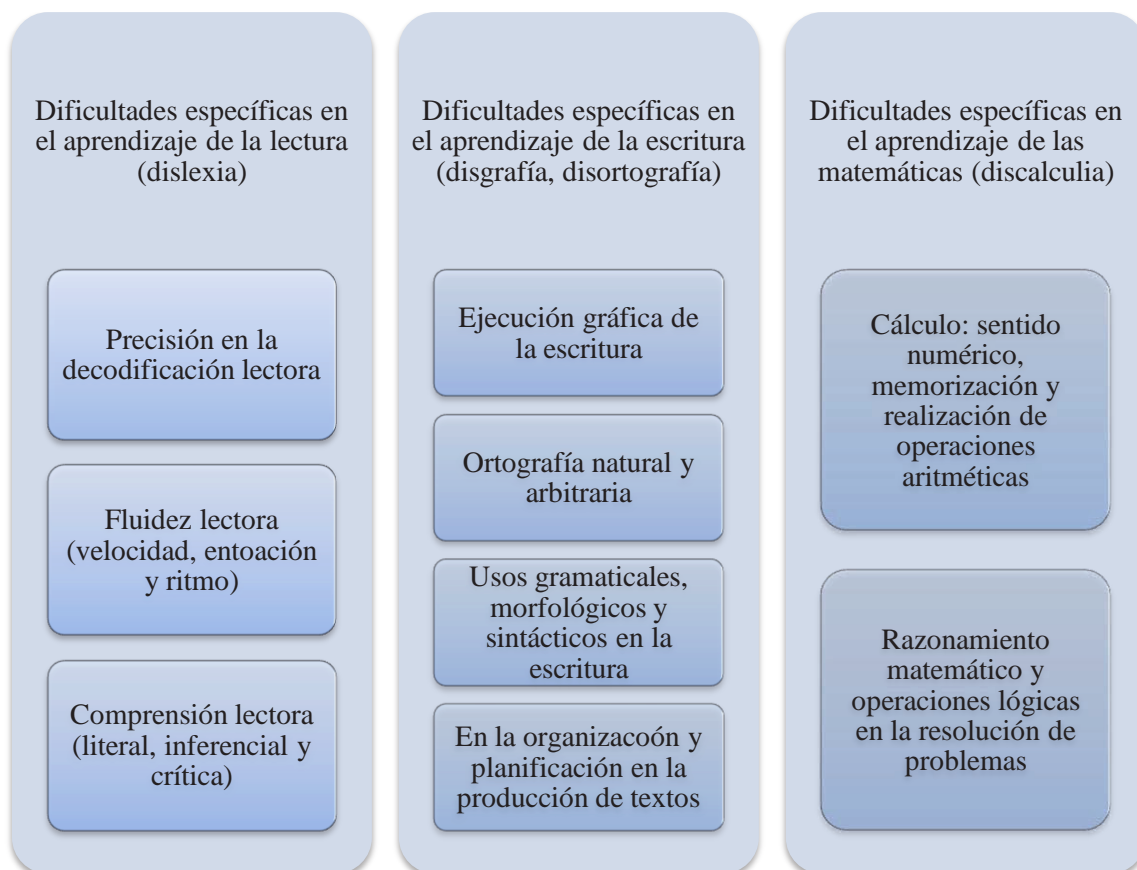 Dificultades específicas en
el aprendizaje de la lectura
(dislexia)
Precisión en la
decodificación lectora
Fluidez lectora
(velocidad, entoación
y ritmo)
Comprensión lectora
(literal, inferencial y
crítica)
Dificultades específicas en
el aprendizaje de la escritura
(disgrafía, disortografía)
Ejecución gráfica de
la escritura
Ortografía natural y
arbitraria
Usos gramaticales,
morfológicos y
sintácticos en la
escritura
En la organizacoón y
planificación en la
producción de textos
Dificultades específicas en
el aprendizaje de las
matemáticas (discalculia)
Cálculo: sentido
numérico,
memorización y
realización de
operaciones
aritméticas
Razonamiento
matemático y
operaciones lógicas
en la resolución de
problemas